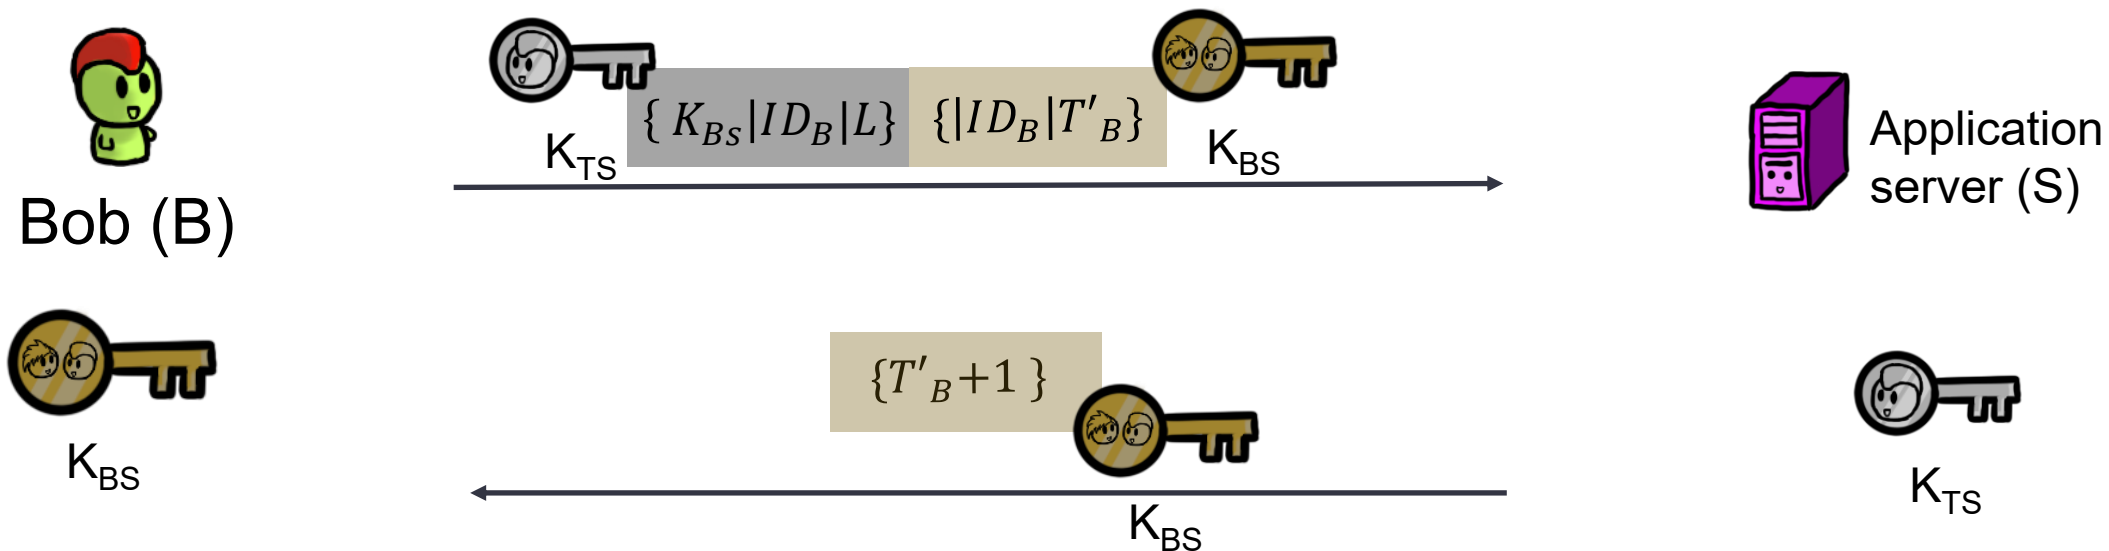 { K_Bs|ID_B|L} {|ID_B|T'_B}
K_TS
K_BS
Application
server (S)
Bob (B)
{T'_B+1 }
K_BS
K_TS
K_BS